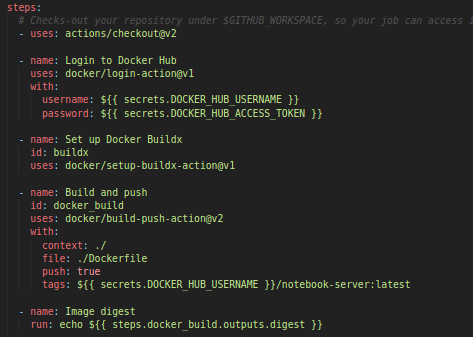 steps:
# Checks-out your repository under $GITHUB_WORKSPACE, so your job can access i
- uses: actions/checkout@v2
- name: Login to Docker Hub
uses: docker/login-action@v1
with:
username: ${{ secrets.DOCKER_HUB_USERNAME }}
password: ${{ secrets.DOCKER_HUB_ACCESS_TOKEN }}
- name: Set up Docker Buildx
id: buildx
uses: docker/setup-buildx-action@v1
- name: Build and push
id: docker_build
uses: docker/build-push-action@v2
with:
context: ./
file: ./Dockerfile
push: true
tags: ${{ secrets.DOCKER_HUB_USERNAME }}/notebook-server:latest
- name: Image digest
run: echo ${{ steps.docker_build.outputs.digest }}